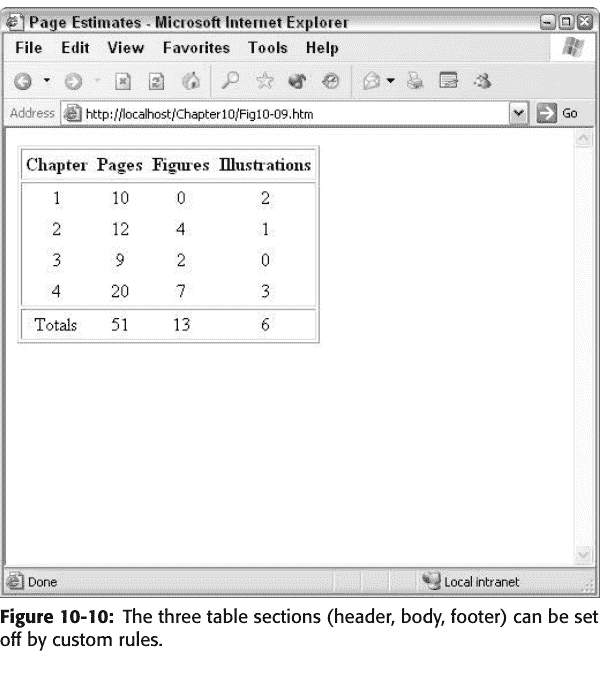 Page Estimates - Microsoft Internet Explorer
File Edit View Favorites Tools Help
Address http://localhost/Chapter10/Fig10-09.htm Go
Chapter Pages Figures Illustrations
1 10 0 2
2 12 4 1
3 9 2 0
4 20 7 3
Totals 51 13 6
Done Local intranet
Figure 10-10: The three table sections (header, body, footer) can be set
off by custom rules.